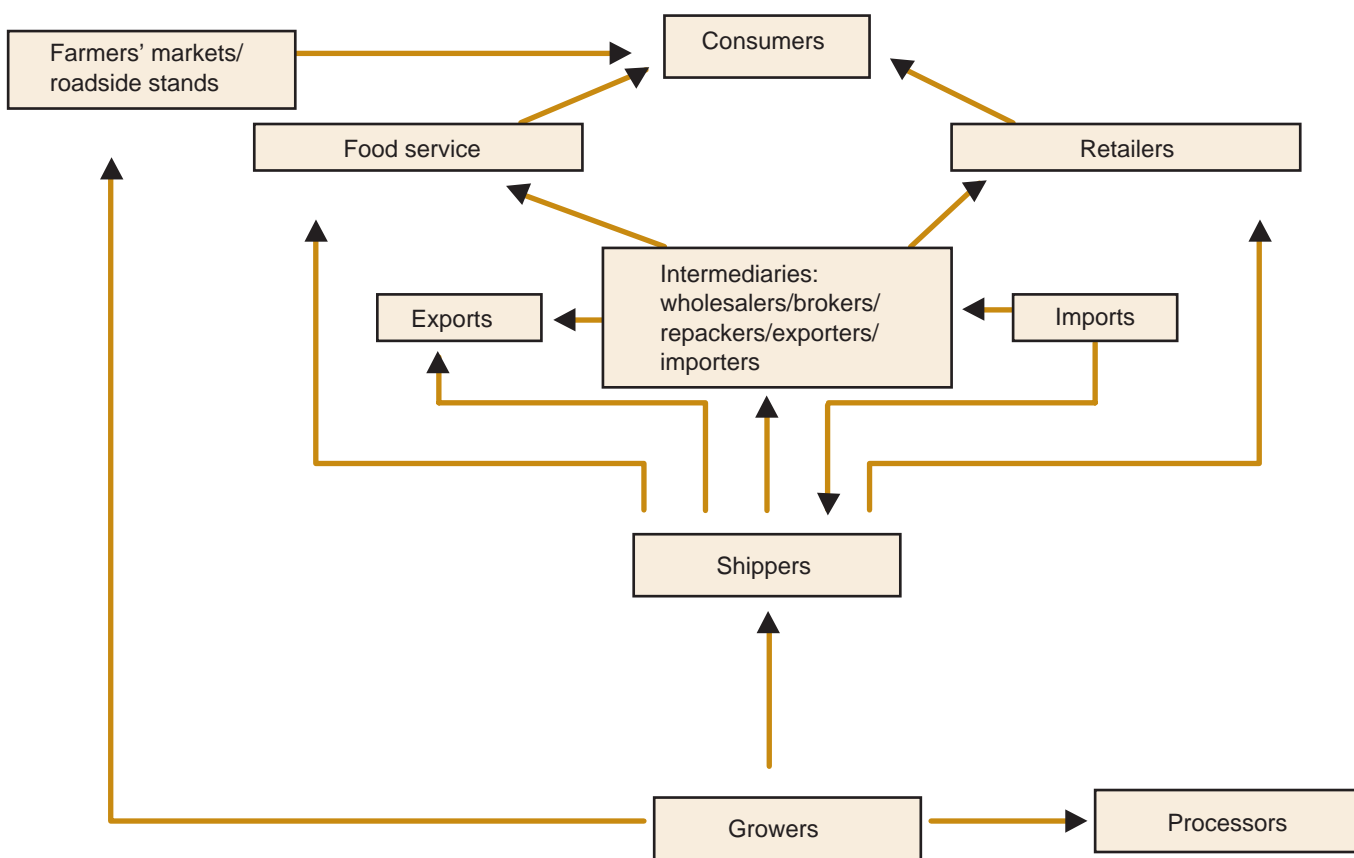 Consumers
Farmers’ markets/
roadside stands
Food service
Retailers
Intermediaries:
wholesalers/brokers/
repackers/exporters/
importers
Exports
Imports
Shippers
Growers
Processors